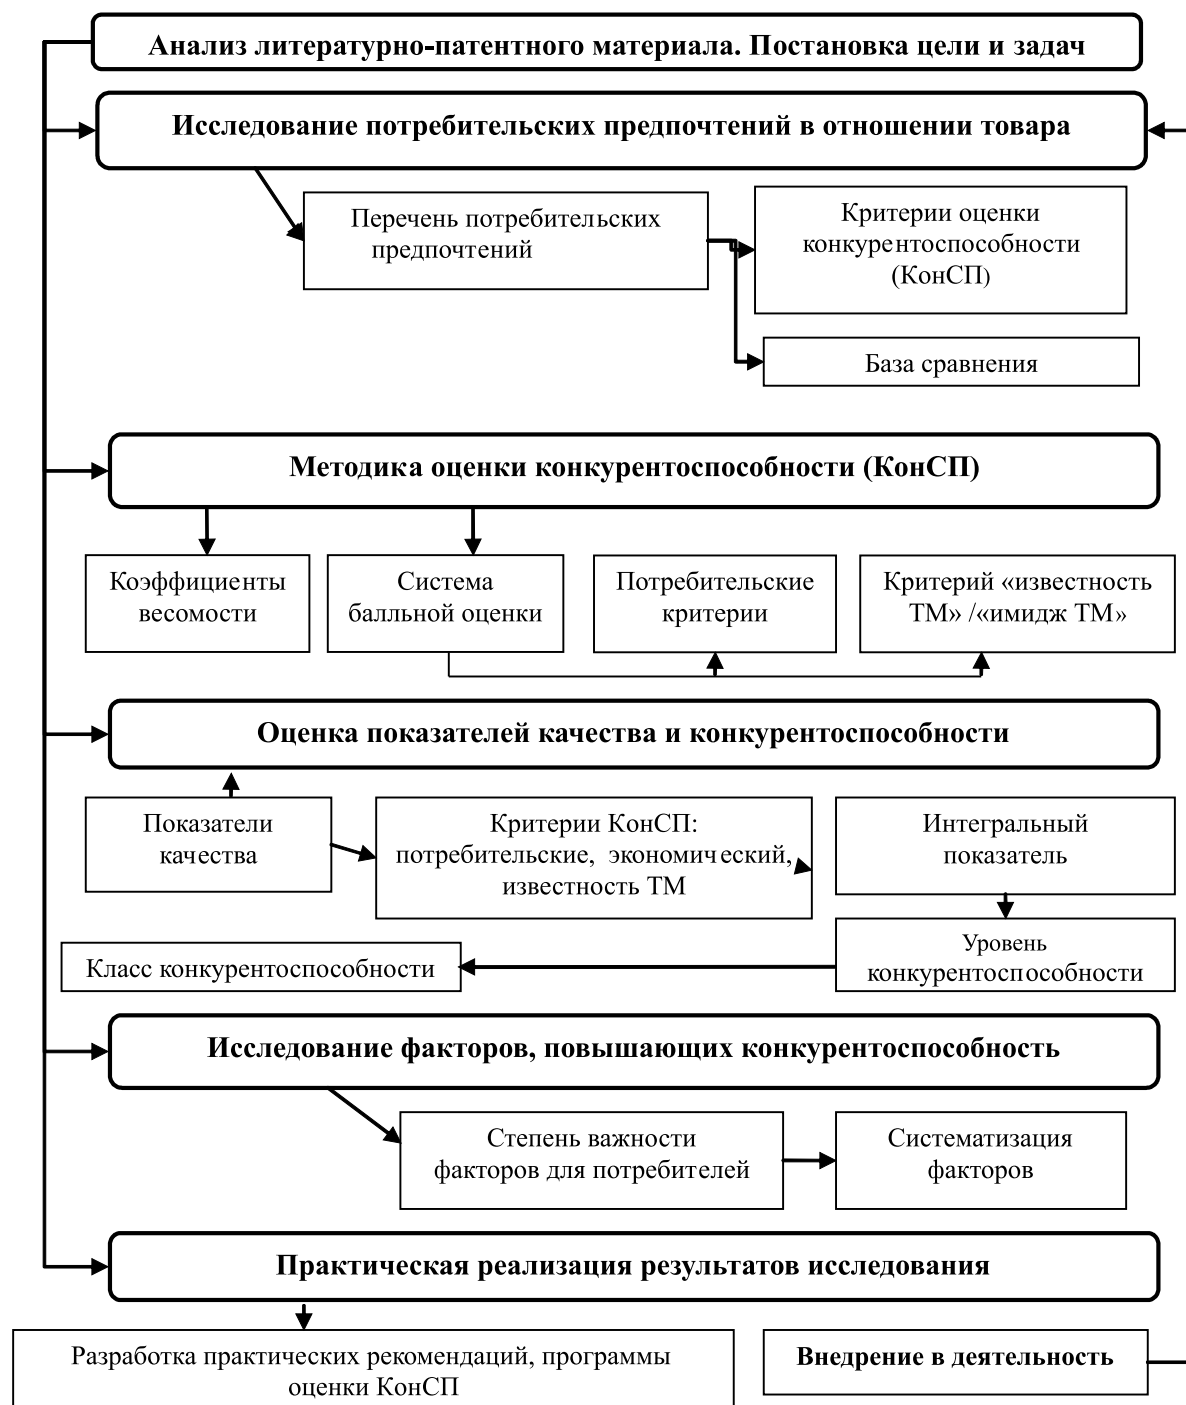 Анализ литературно-патентного материала. Постановка цели и задач
Исследование потребительских предпочтений в отношении товара
Перечень потребительских
предпочтений
Критерии оценки
конкурентоспособности
(КонСП)
База сравнения
Методика оценки конкурентоспособности (КонСП)
Коэффициенты
весомости
Система
балльной оценки
Потребительские
критерии
Критерий «известность
ТМ» /«имидж ТМ»
Оценка показателей качества и конкурентоспособности
Показатели
качества
Критерии КонСП:
потребительские, экономический,
известность ТМ
Интегральный
показатель
Уровень
конкурентоспособности
Класс конкурентоспособности
Исследование факторов, повышающих конкурентоспособность
Степень важности
факторов для потребителей
Систематизация
факторов
Практическая реализация результатов исследования
Разработка практических рекомендаций, программы
оценки КонСП
Внедрение в деятельность